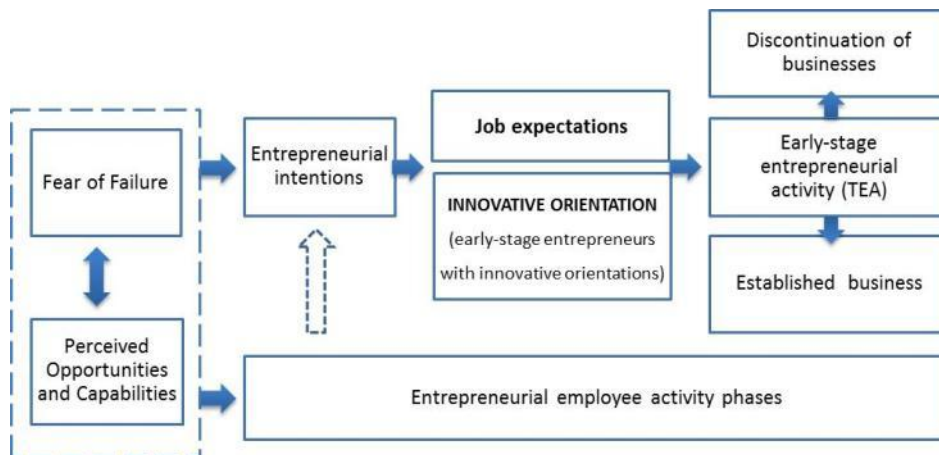 Fear of Failure
Perceived
Opportunities
and Capabilities
Entrepreneurial
intentions
Job expectations
INNOVATIVE ORIENTATION
(early-stage entrepreneurs
with innovative orientations)
Discontinuation of
businesses
Early-stage
entrepreneurial
activity (TEA)
Established business
Entrepreneurial employee activity phases